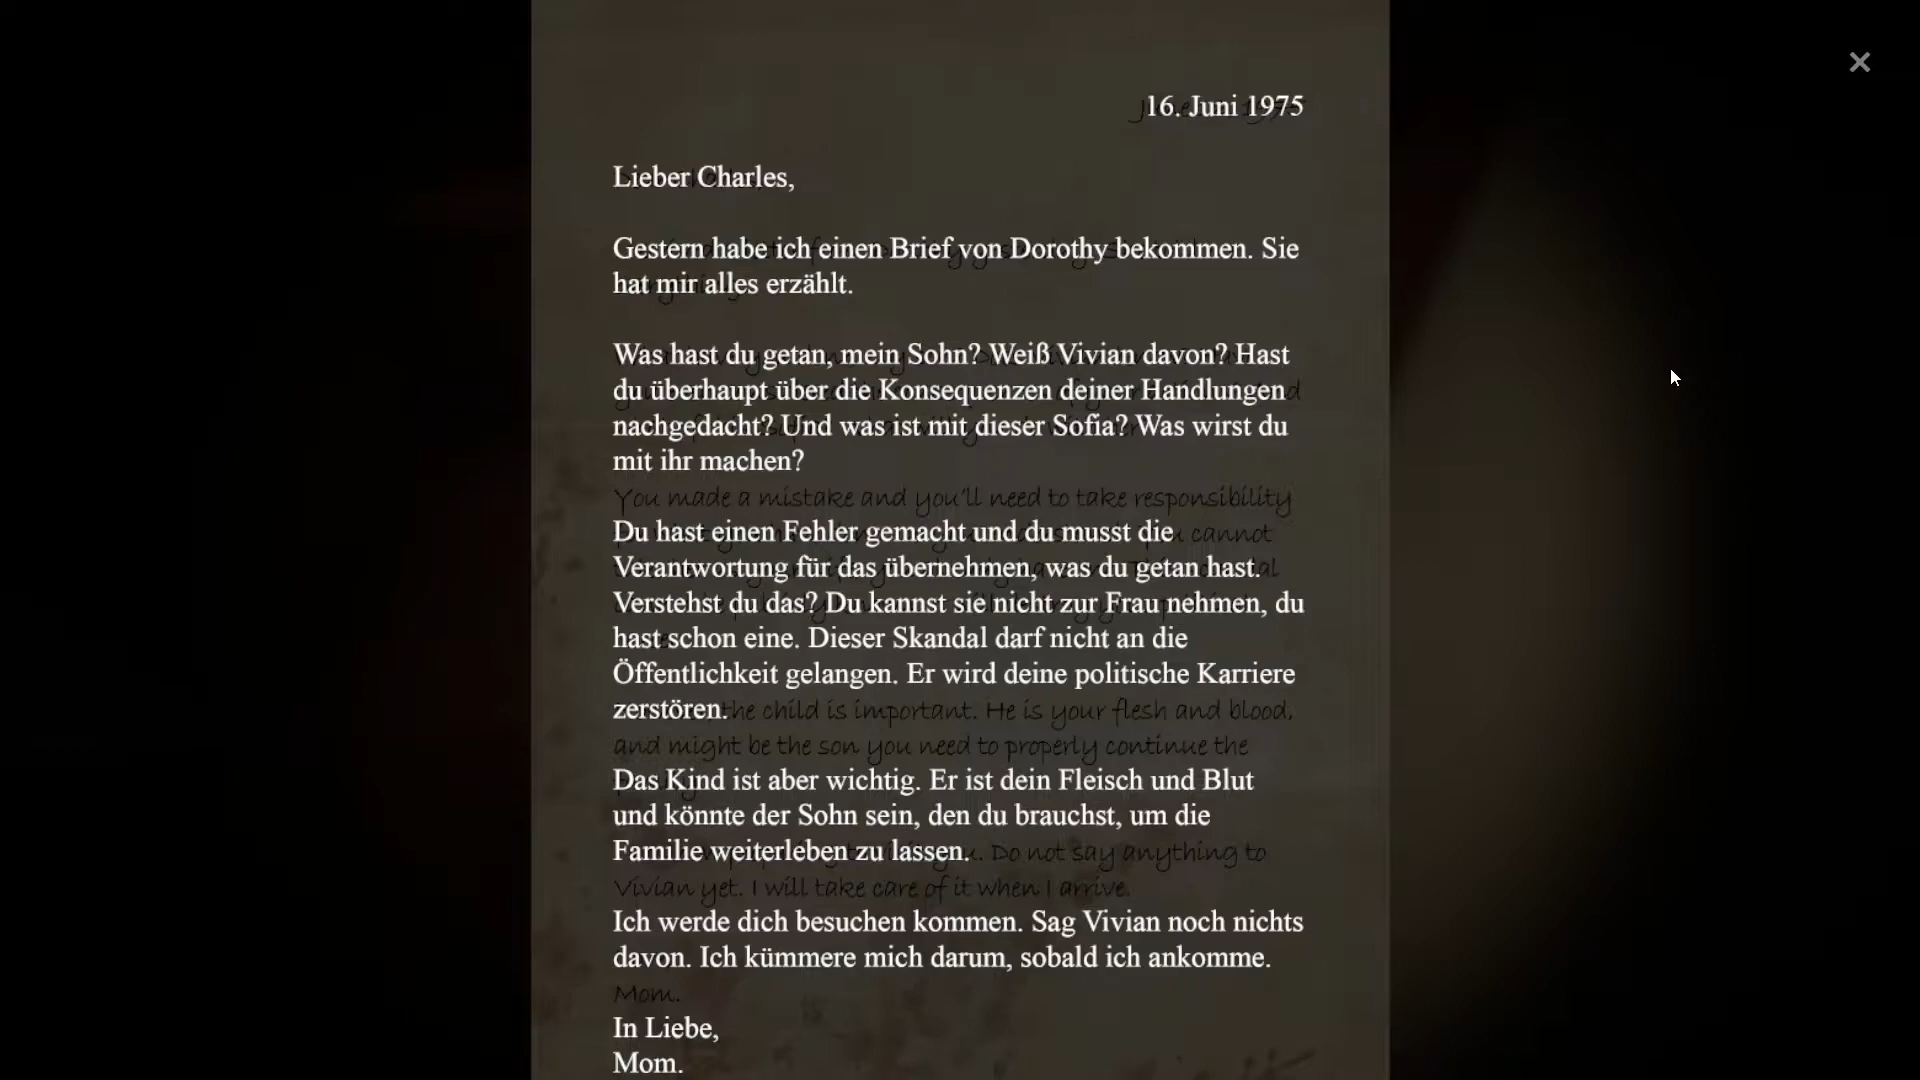 16. Juni 1975
Lieber Charles,
Gestern habe ich einen Brief von Dorothy bekommen. Sie
hat mir alles erzählt.
Was hast du getan, mein Sohn? Weiß Vivian davon? Hast
du überhaupt über die Konsequenzen deiner Handlungen
nachgedacht? Und was ist mit dieser Sofia? Was wirst du
mit ihr machen?
You made a mistake and you'll need to take responsibility
Du hast einen Fehler gemacht und du musst die
cannot
Verantwortung für das übernehmen, was du getan hast.
Verstehst du das? Du kannst sie nicht zur Frau nehmen, du
hast schon eine. Dieser Skandal darf nicht an die
Öffentlichkeit gelangen. Er wird deine politische Karriere
zerstören.
the child is important. He is your flesh and blood,
and might be the son you need to properly continue the
Das Kind ist aber wichtig. Er ist dein Fleisch und Blut
und könnte der Sohn sein, den du brauchst, um die
Familie weiterleben zu lassen.
Do not say anything to
Vivian yet. I will take care of it when I arrive.
Ich werde dich besuchen kommen. Sag Vivian noch nichts
davon. Ich kümmere mich darum, sobald ich ankomme.
Mom.
In Liebe,
Mom.